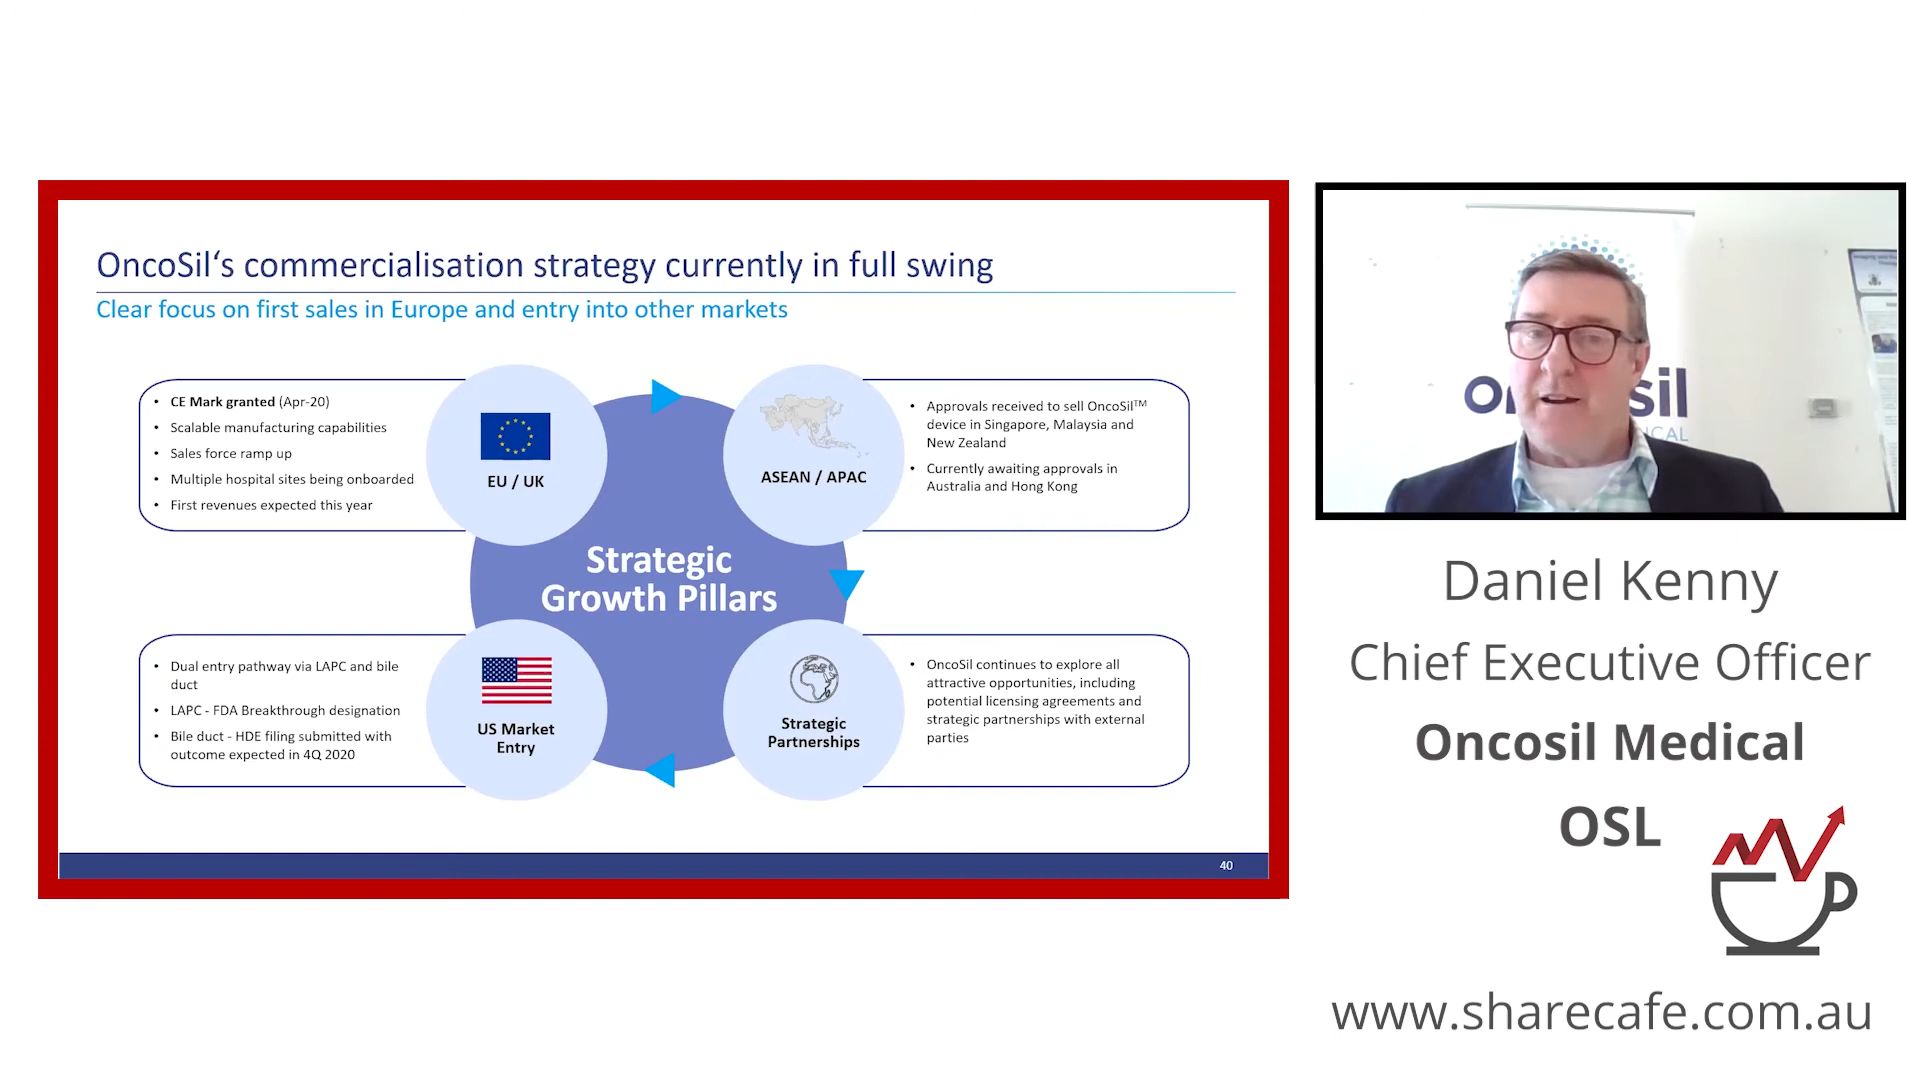 OncoSil‘s commercialisation strategy currently in full swing
Clear focus on first sales in Europe and entry into other markets
• CE Mark granted (Apr-20)
• Scalable manufacturing capabilities
• Sales force ramp up
• Multiple hospital sites being onboarded
• First revenues expected this year
EU / UK
ASEAN / APAC
• Approvals received to sell OncoSil™
device in Singapore, Malaysia and
New Zealand
• Currently awaiting approvals in
Australia and Hong Kong
Strategic
Growth Pillars
• Dual entry pathway via LAPC and bile
duct
• LAPC - FDA Breakthrough designation
• Bile duct - HDE filing submitted with
outcome expected in 4Q 2020
US Market
Entry
Strategic
Partnerships
• OncoSil continues to explore all
attractive opportunities, including
potential licensing agreements and
strategic partnerships with external
parties
40
Daniel Kenny
Chief Executive Officer
Oncosil Medical
OSL
www.sharecafe.com.au